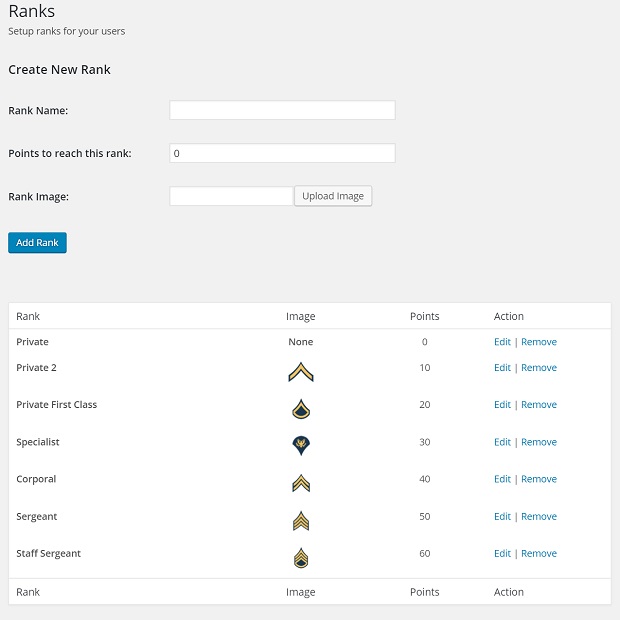 Ranks
Setup ranks for your users
Create New Rank
Rank Name:
Points to reach this rank: 0
Rank Image: Upload Image
Add Rank
Rank Image Points Action
Private None 0 Edit | Remove
Private 2 10 Edit | Remove
Private First Class 20 Edit | Remove
Specialist 30 Edit | Remove
Corporal 40 Edit | Remove
Sergeant 50 Edit | Remove
Staff Sergeant 60 Edit | Remove
Rank Image Points Action